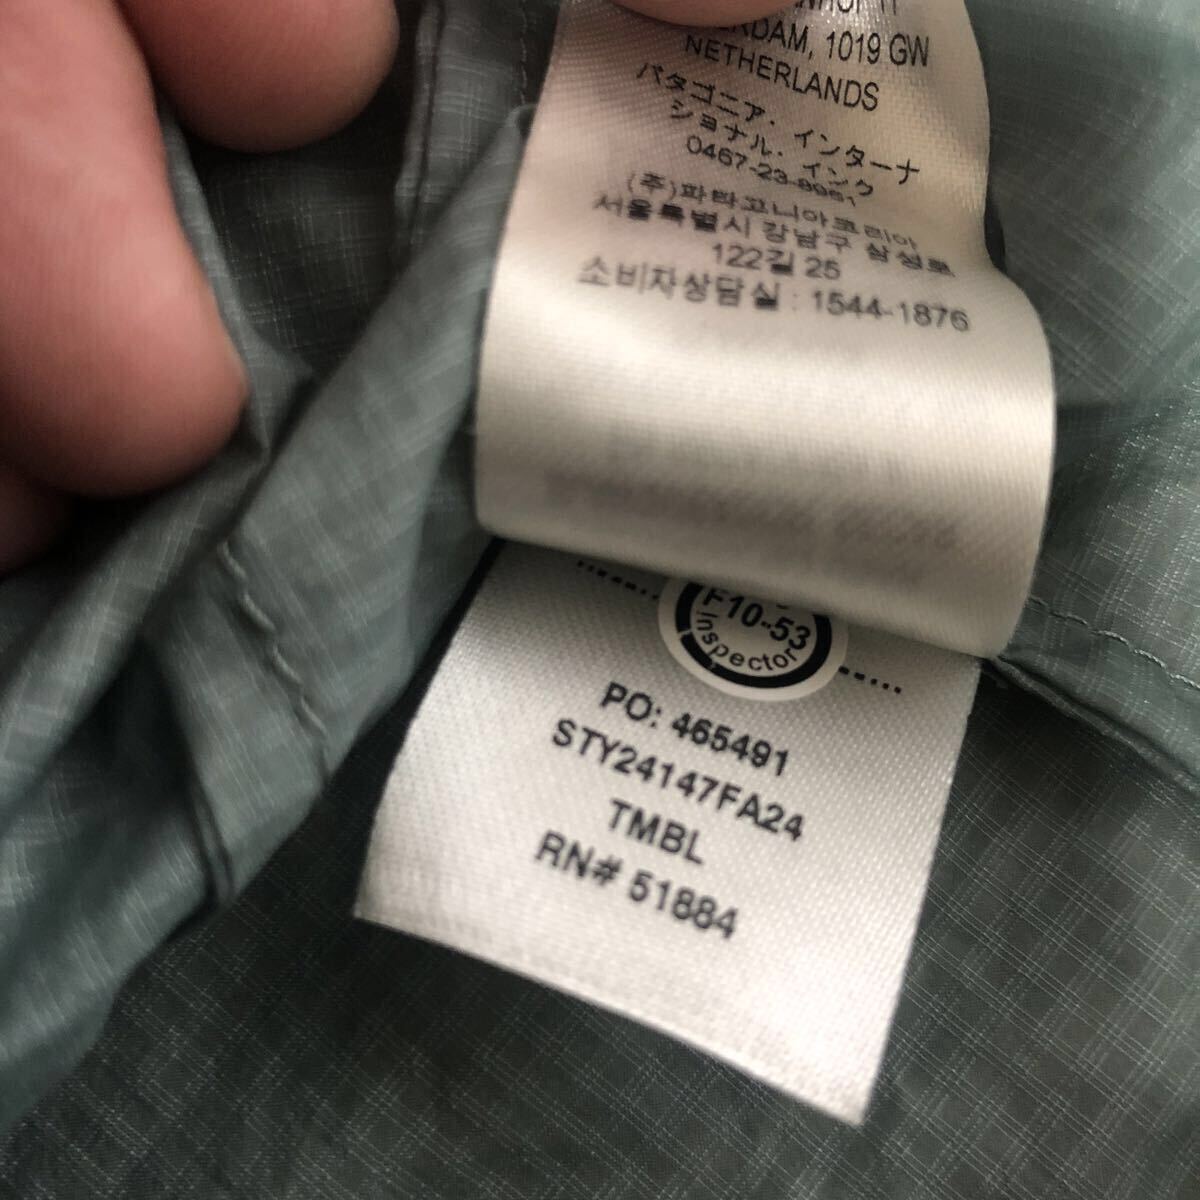 1019 GW
NETHERLANDS
パタゴニア・インターナ
ショナル・インク
0467-23-8961
(주)파타고니아코리아
서울특별시 강남구 삼성로
122길 25
소비자상담실 : 1544-1876
F10-53
inspector
PO: 465491
STY24147FA24
TMBL
RN# 51884